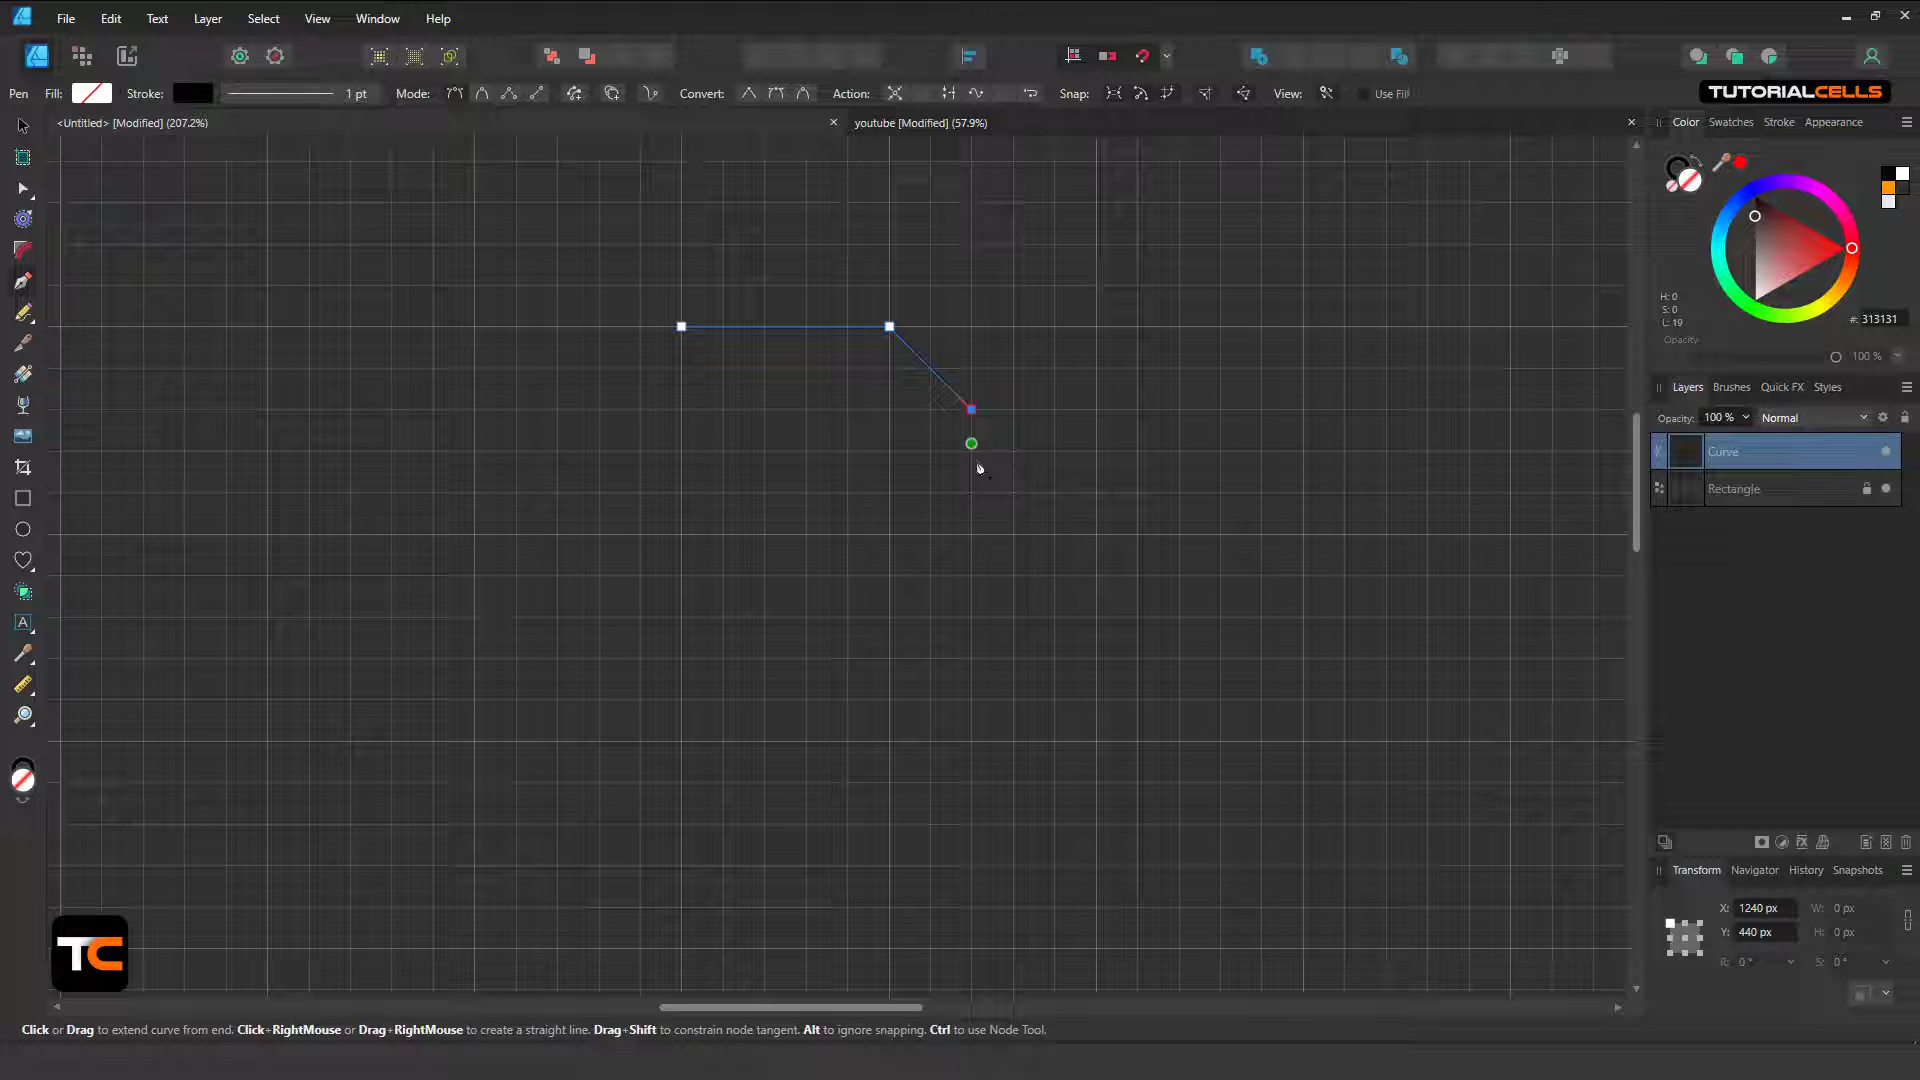 File Edit Text Layer Select View Window Help
Pen Fill: Stroke: 1 pt Mode: Convert: Action: Snap: View: Use Fill
TUTORIALCELLS
<Untitled> [Modified] (207.2%)
youtube [Modified] (57.9%)
Color Swatches Stroke Appearance
H: 0
S: 0
L: 19
#: 313131
Opacity
100 %
Layers Brushes Quick FX Styles
Opacity: 100 % Normal
Curve
Rectangle
A
Transform Navigator History Snapshots
X: 1240 px W: 0 px
Y: 440 px H: 0 px
R: 0 ° S: 0 °
TC
Click or Drag to extend curve from end. Click+RightMouse or Drag+RightMouse to create a straight line. Drag+Shift to constrain node tangent. Alt to ignore snapping. Ctrl to use Node Tool.